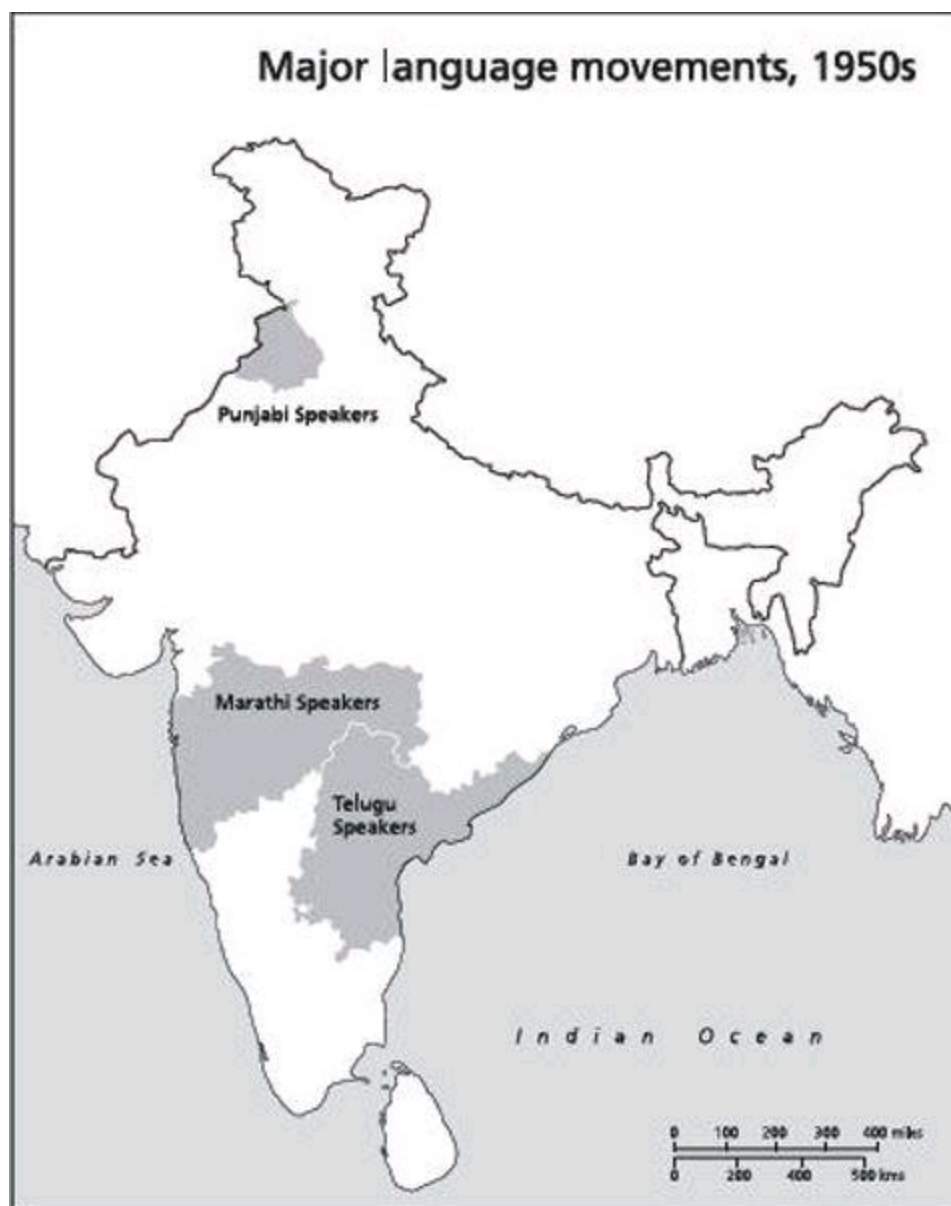 Major language movements, 1950s
Punjabi Speakers
Marathi Speakers
Telugu
Speakers
Arabian Sea
Bay of Bengal
Indian Ocean
0 100 200 300 400 miles
0 200 400 500 kms